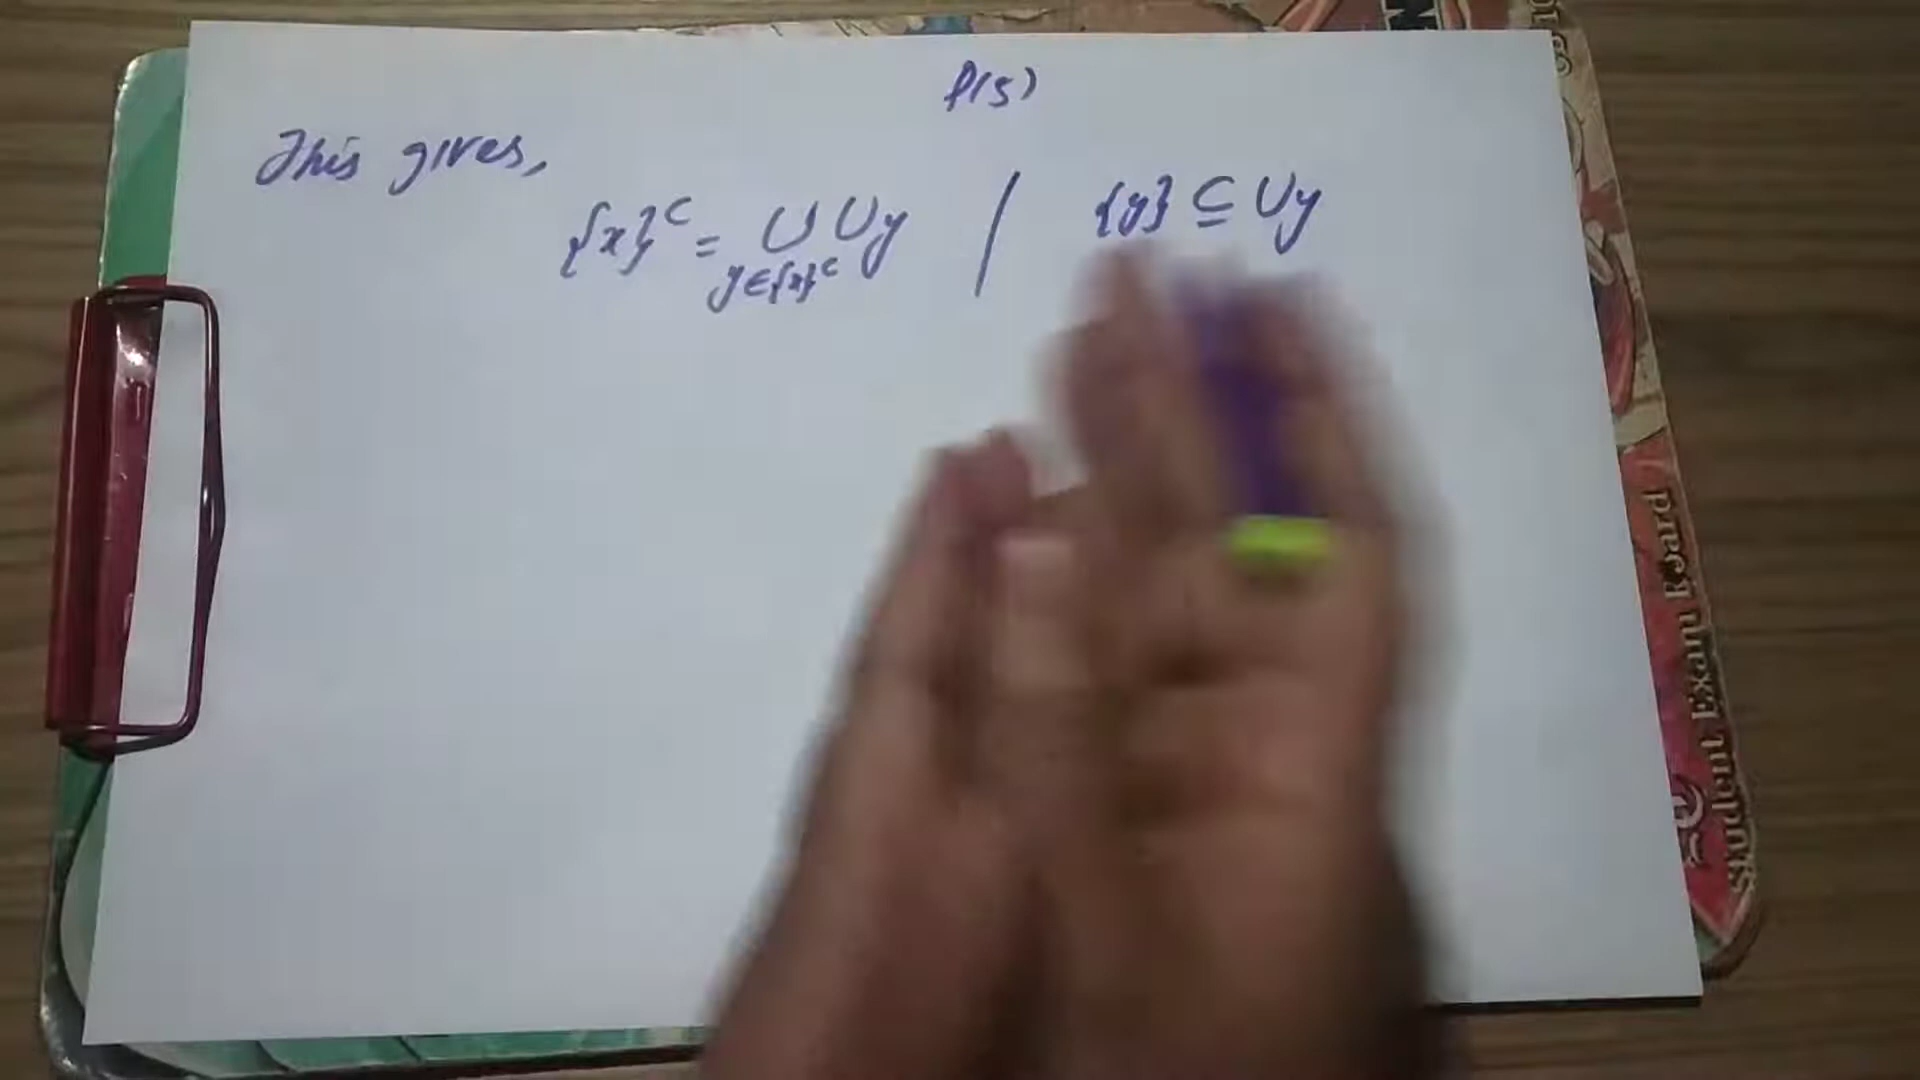 P(5)
This gives,
{x}ᶜ = ∪ Uy / {y} ⊆ Uy
y∈{x}ᶜ
Student Exam Board